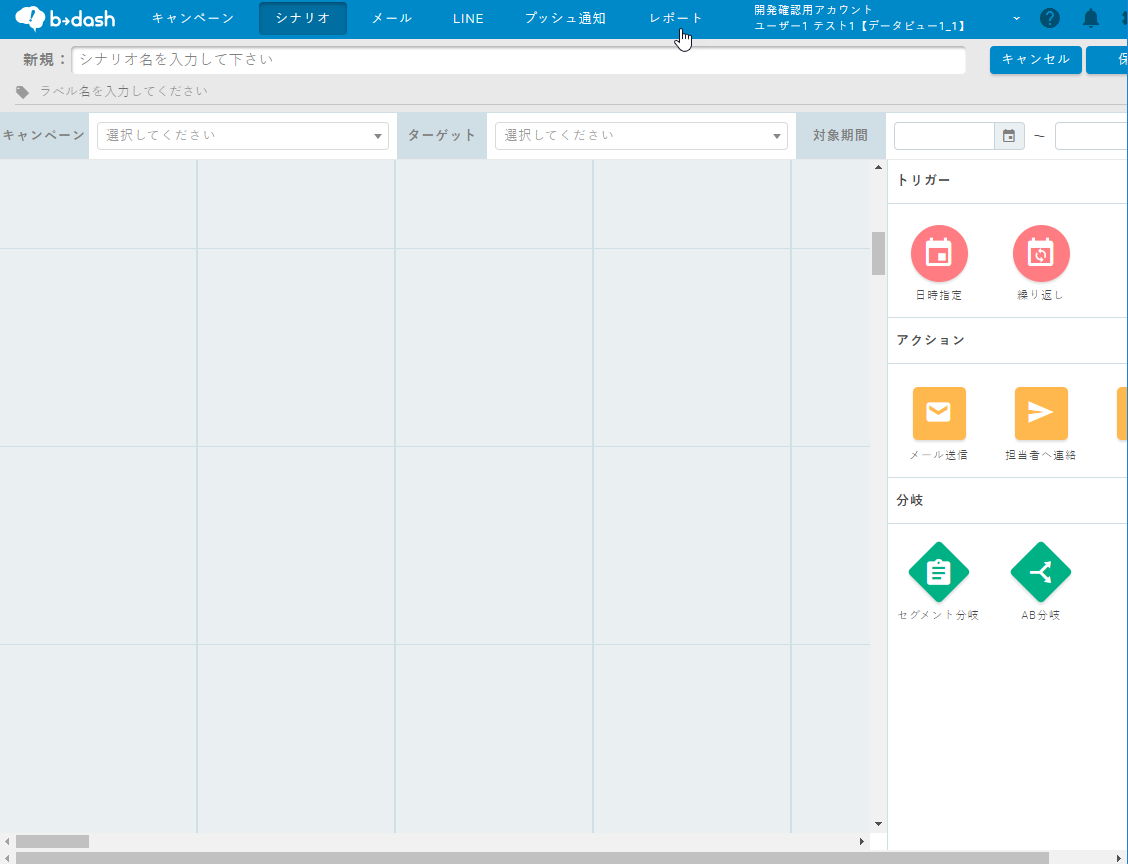 b→dash キャンペーン シナリオ メール LINE プッシュ通知 レポート
開発確認用アカウント
ユーザー1 テスト1【データビュー1_1】
新規： シナリオ名を入力して下さい キャンセル 保
ラベル名を入力してください
キャンペーン 選択してください ターゲット 選択してください 対象期間 ～
トリガー
日時指定 繰り返し
アクション
メール送信 担当者へ連絡
分岐
セグメント分岐 AB分岐